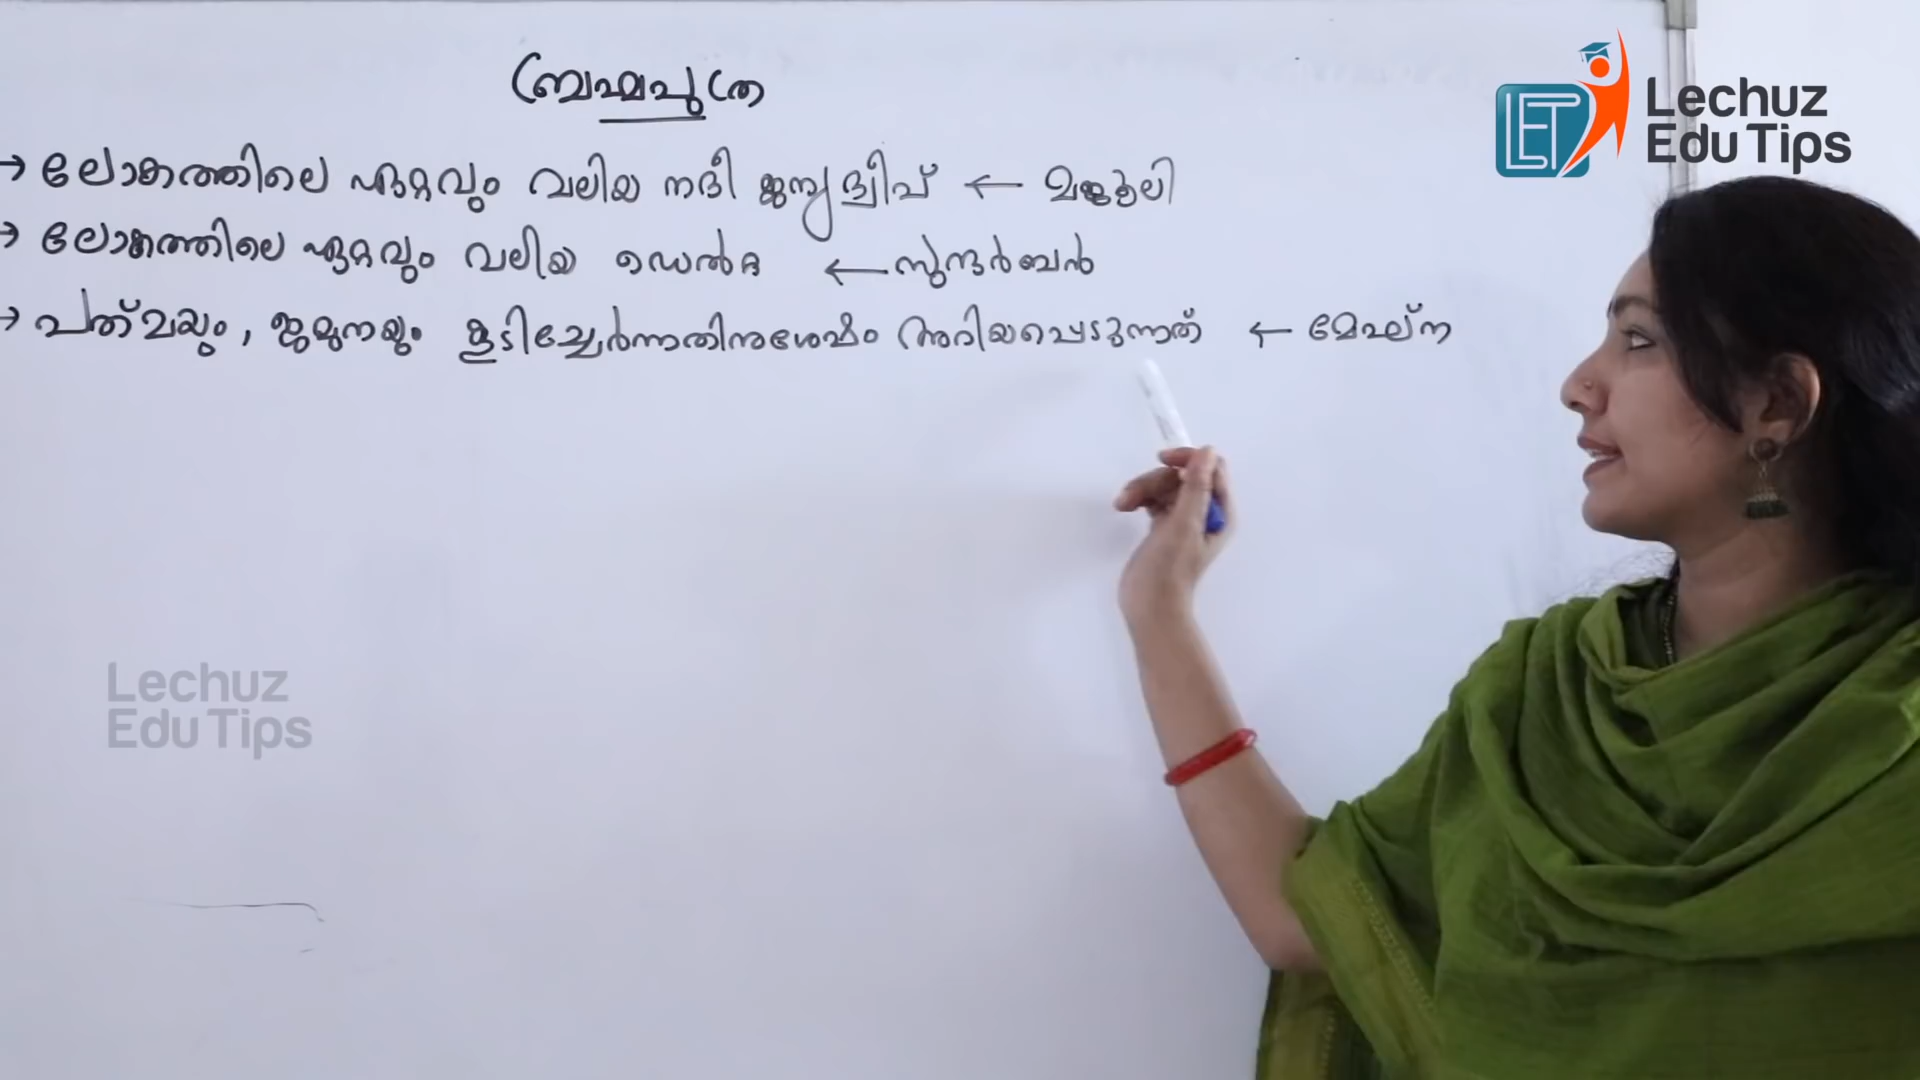 ബ്രഹ്മപുത്ര
→ ലോകത്തിലെ ഏറ്റവും വലിയ നദീ ജന്യ ദ്വീപ് ← മജൂലി
→ ലോകത്തിലെ ഏറ്റവും വലിയ ഡെൽറ്റ ← സുന്ദർബൻ
→ പത്മയും, ജമുനയും കൂടിച്ചേർന്നതിനുശേഷം അറിയപ്പെടുന്നത് ← മേഘ്ന
LET
Lechuz
Edu Tips
Lechuz
Edu Tips